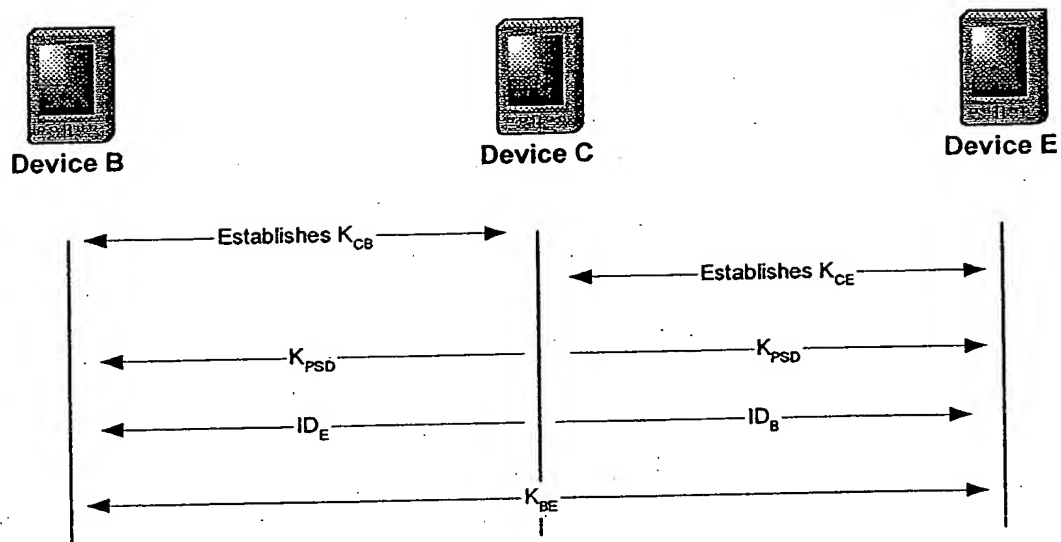 Device B
Device C
Device E
Establishes K_CB
Establishes K_CE
K_PSD
K_PSD
ID_E
ID_B
K_BE